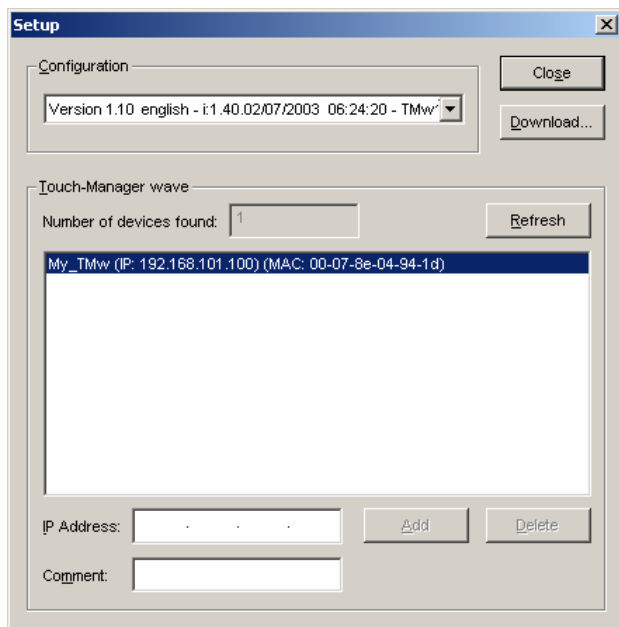 Setup
Configuration
Close
Version 1.10 english - i:1.40.02/07/2003 06:24:20 - TMw
Download...
Touch-Manager wave
Number of devices found: 1
Refresh
My_TMw (IP: 192.168.101.100) (MAC: 00-07-8e-04-94-1d)
IP Address: . . .
Add
Delete
Comment: